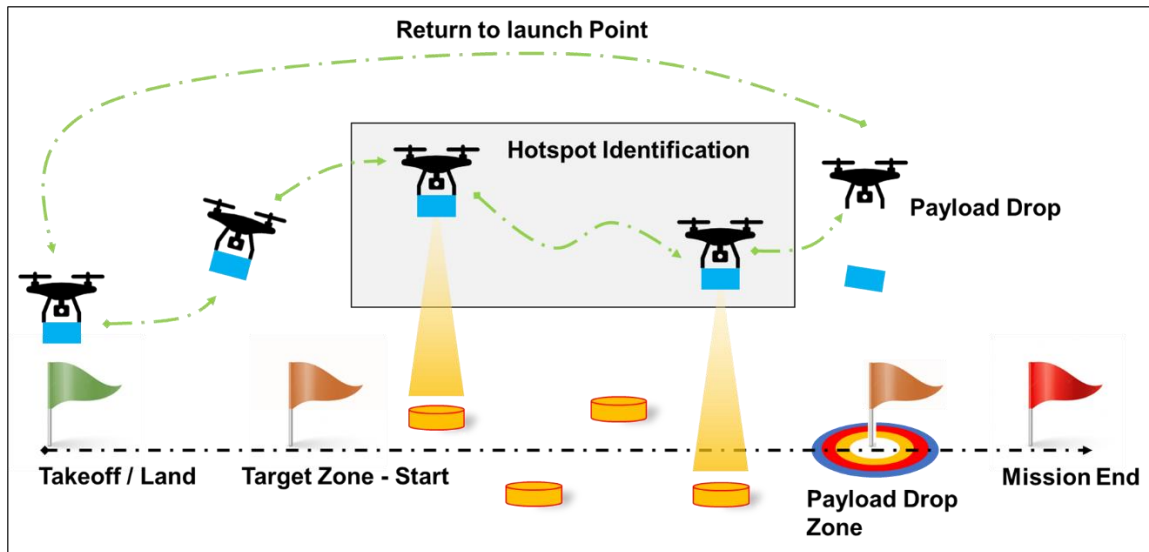 Return to launch Point
Hotspot Identification
Payload Drop
Takeoff / Land
Target Zone - Start
Payload Drop
Zone
Mission End